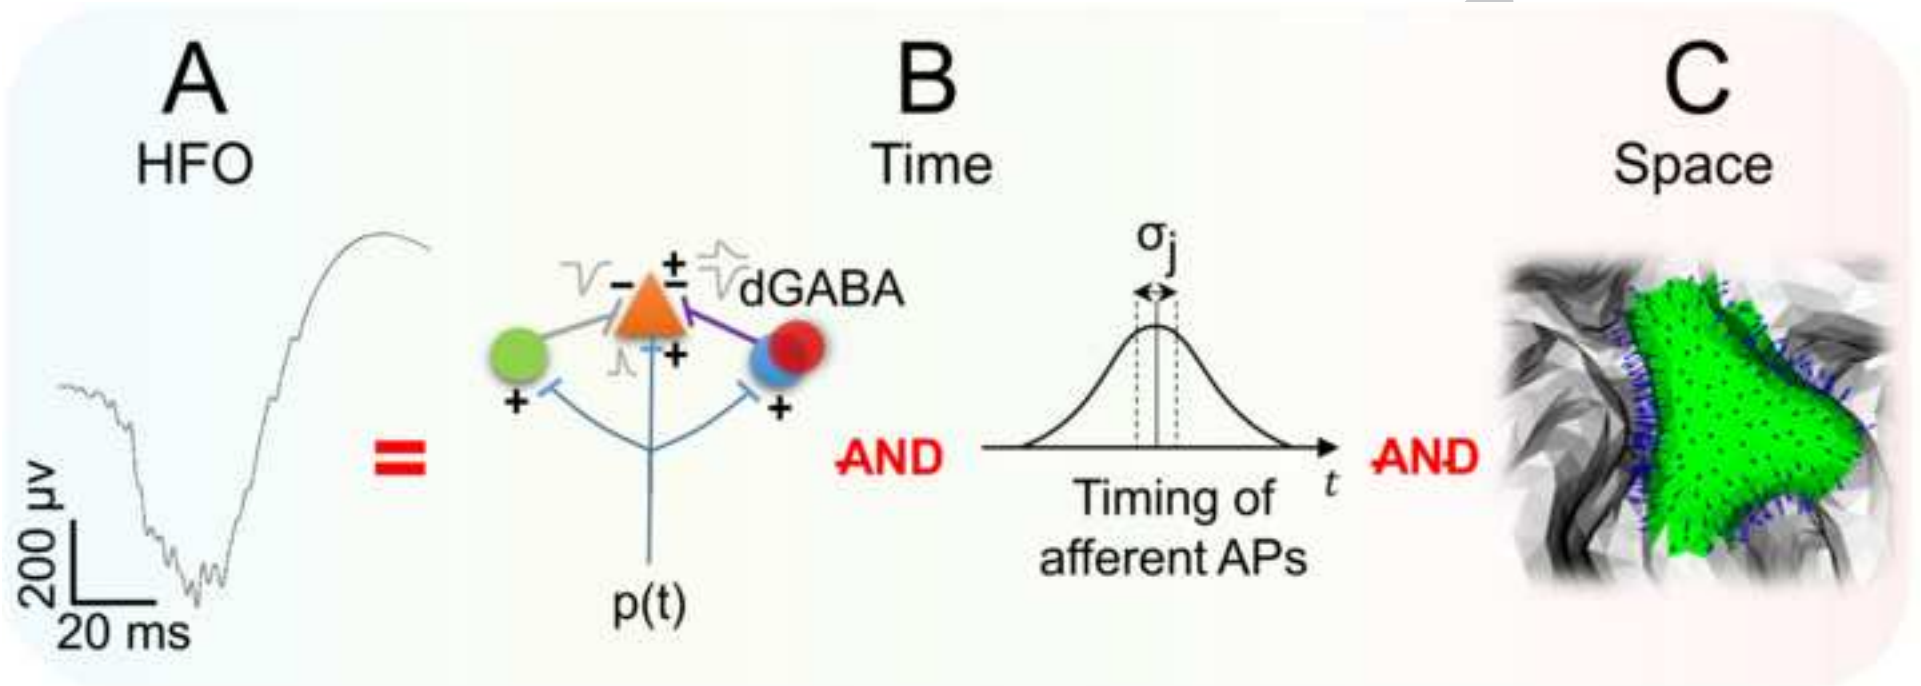 A
HFO
200 μv
20 ms
=
B
Time
− + ±
dGABA
+
+
+
p(t)
AND
σj
t
Timing of
afferent APs
AND
C
Space